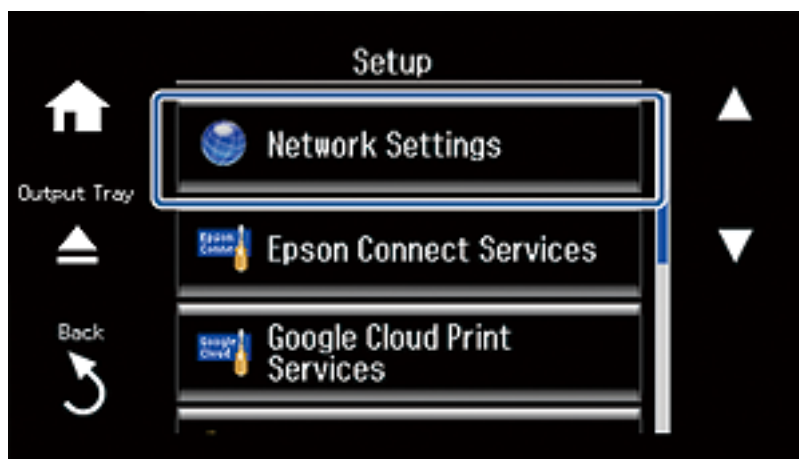 Setup
Network Settings
Output Tray
Epson Connect Services
Back
Google Cloud Print
Services